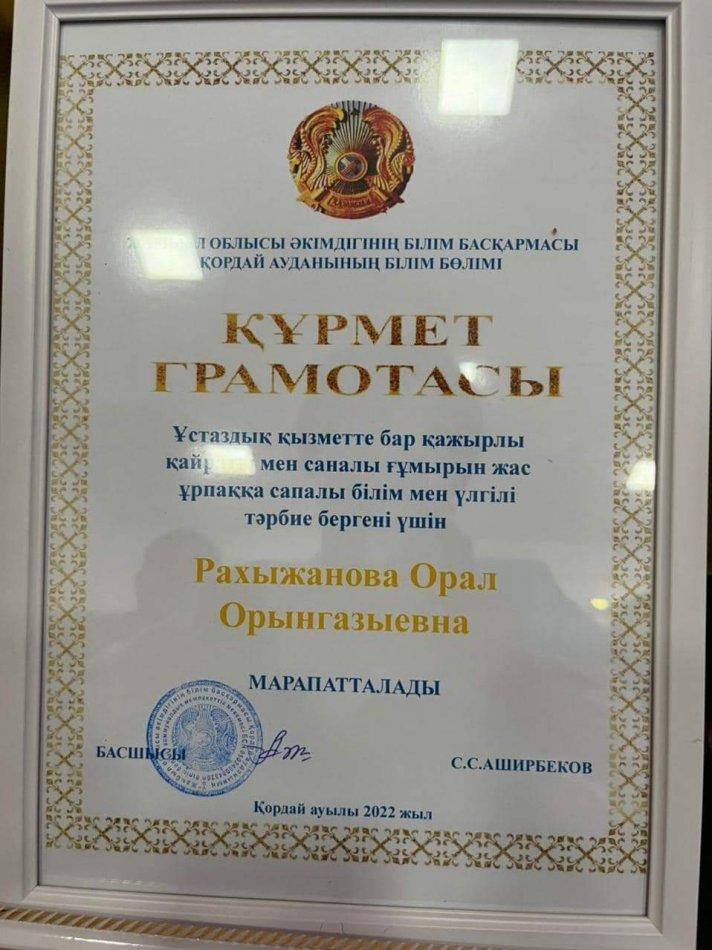 ОБЛЫСЫ ӘКІМДІГІНІҢ БІЛІМ БАСҚАРМАСЫ
ҚОРДАЙ АУДАНЫНЫҢ БІЛІМ БӨЛІМІ
ҚҰРМЕТ
ГРАМОТАСЫ
Ұстаздық қызметте бар қажырлы
мен саналы ғұмырын жас
ұрпаққа сапалы білім мен үлгілі
тәрбие бергені үшін
Рахыжанова Орал
Орынгазыевна
МАРАПАТТАЛАДЫ
БАСШЫСЫ
С.С.АШИРБЕКОВ
Қордай ауылы 2022 жыл